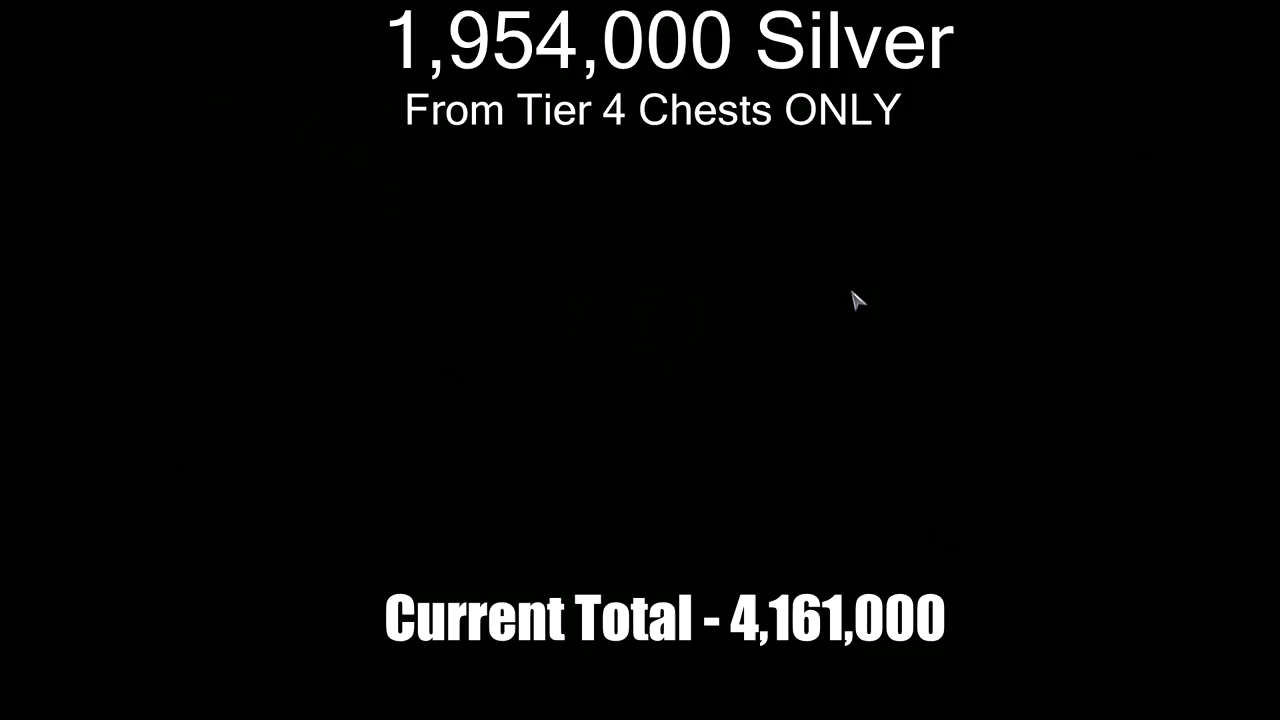 1,954,000 Silver
From Tier 4 Chests ONLY
Current Total - 4,161,000